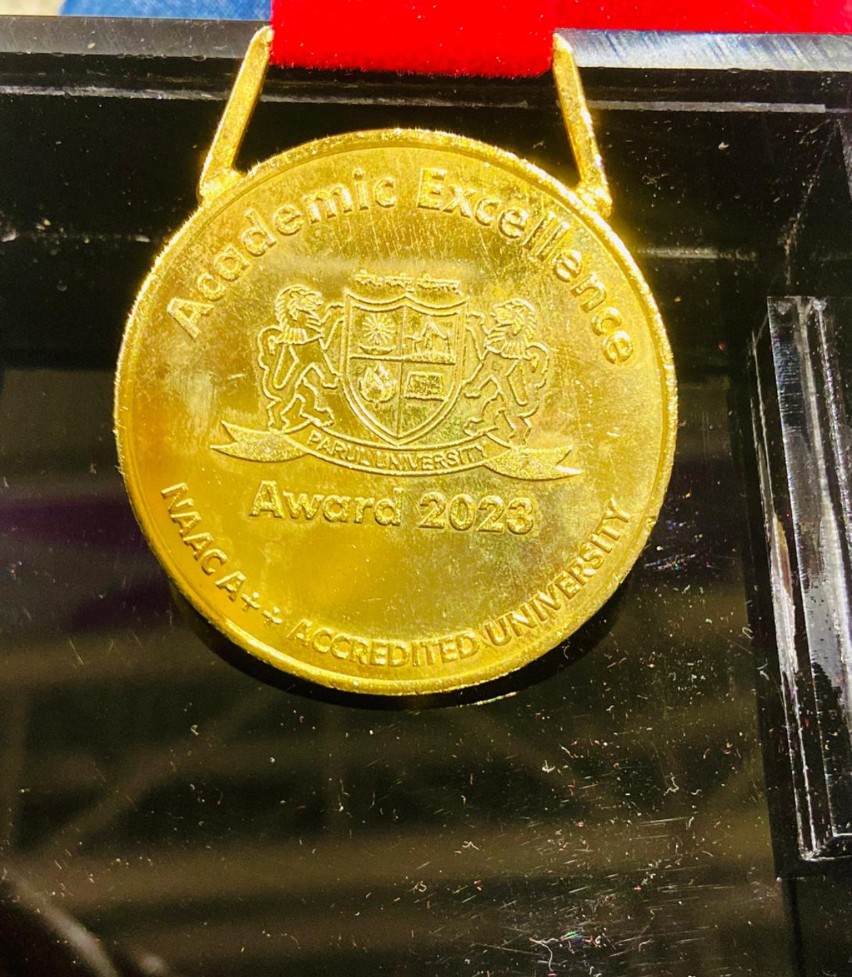 Academic Excellence
PARUL UNIVERSITY
Award 2023
NAAC A++ ACCREDITED UNIVERSITY